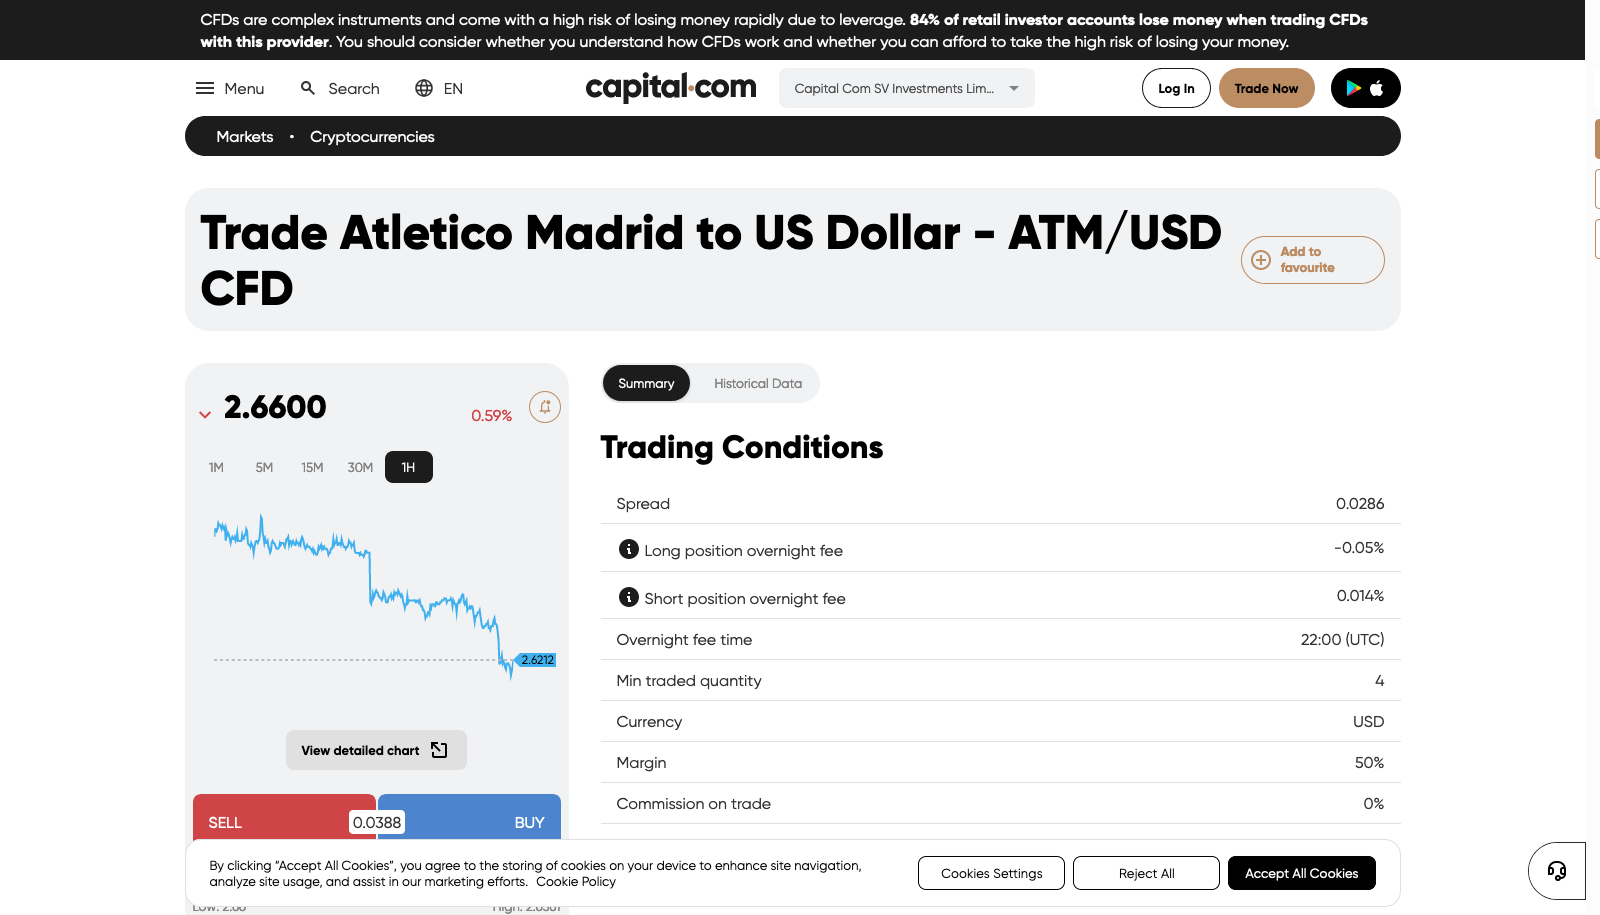 CFDs are complex instruments and come with a high risk of losing money rapidly due to leverage. 84% of retail investor accounts lose money when trading CFDs
with this provider. You should consider whether you understand how CFDs work and whether you can afford to take the high risk of losing your money.
Menu Search EN capital.com Capital Com SV Investments Lim... Log In Trade Now
Markets • Cryptocurrencies
Trade Atletico Madrid to US Dollar - ATM/USD
CFD
Add to
favourite
2.6600 0.59%
1M 5M 15M 30M 1H
2.6212
View detailed chart
SELL 0.0388 BUY
Summary Historical Data
Trading Conditions
Spread 0.0286
Long position overnight fee -0.05%
Short position overnight fee 0.014%
Overnight fee time 22:00 (UTC)
Min traded quantity 4
Currency USD
Margin 50%
Commission on trade 0%
By clicking “Accept All Cookies”, you agree to the storing of cookies on your device to enhance site navigation,
analyze site usage, and assist in our marketing efforts. Cookie Policy
Cookies Settings Reject All Accept All Cookies